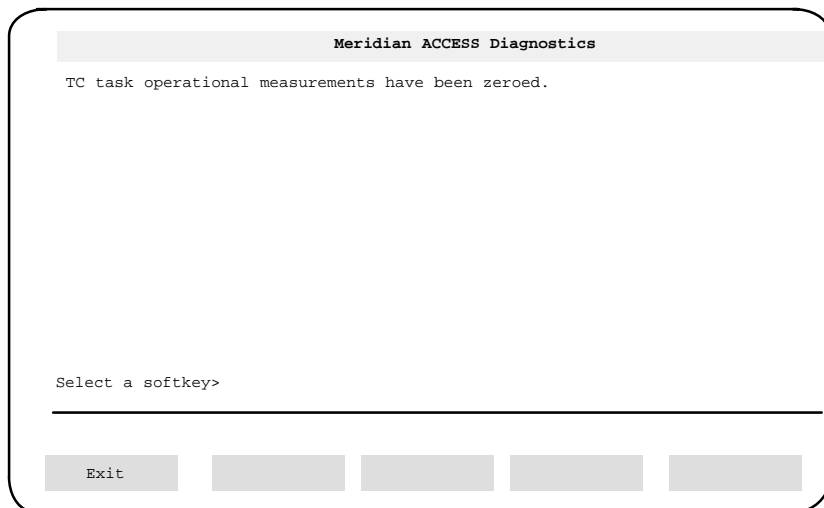 Meridian ACCESS Diagnostics
TC task operational measurements have been zeroed.
Select a softkey>
Exit